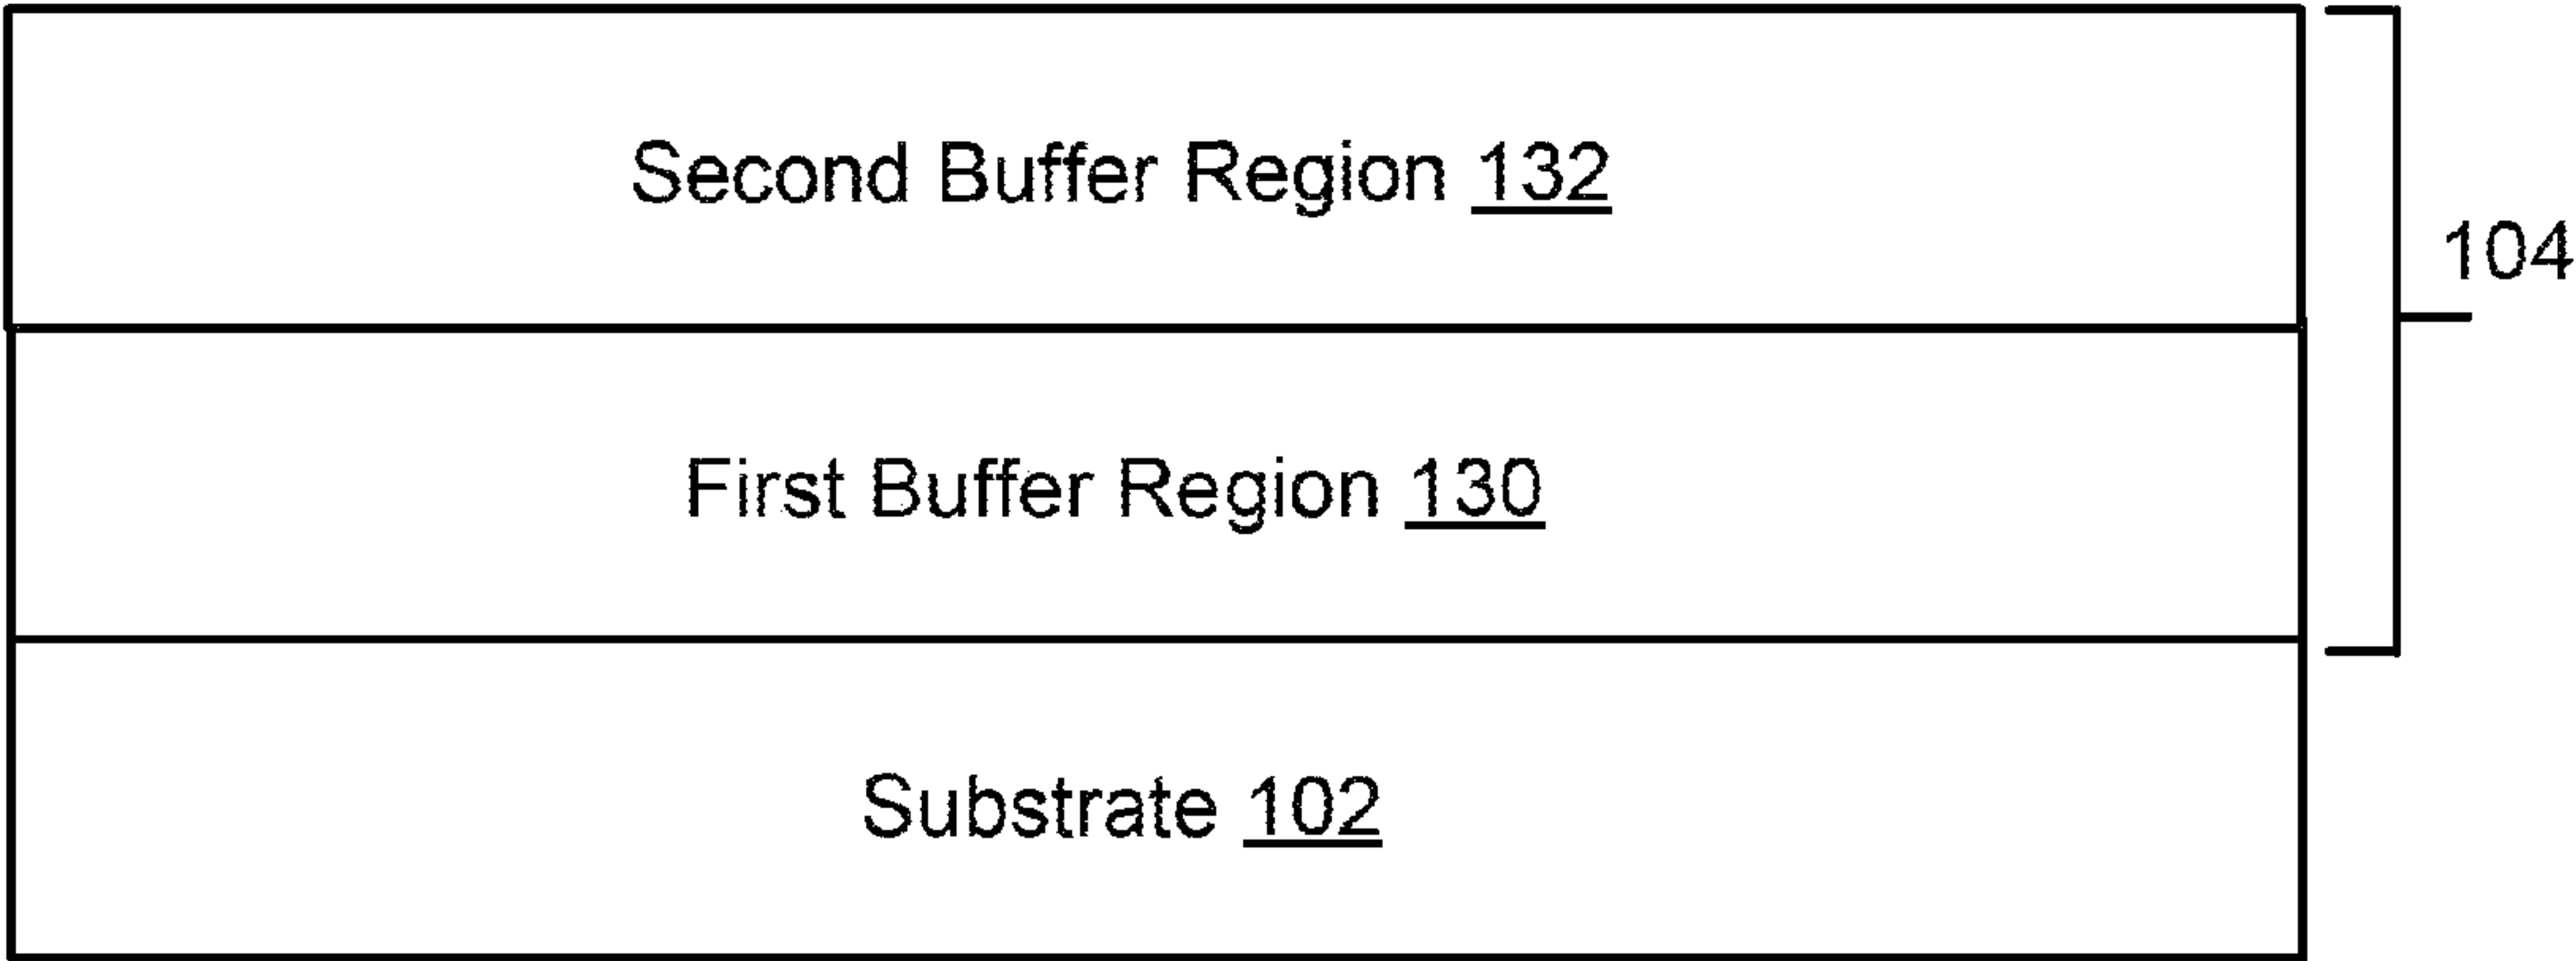 Second Buffer Region 132
104
First Buffer Region 130
Substrate 102